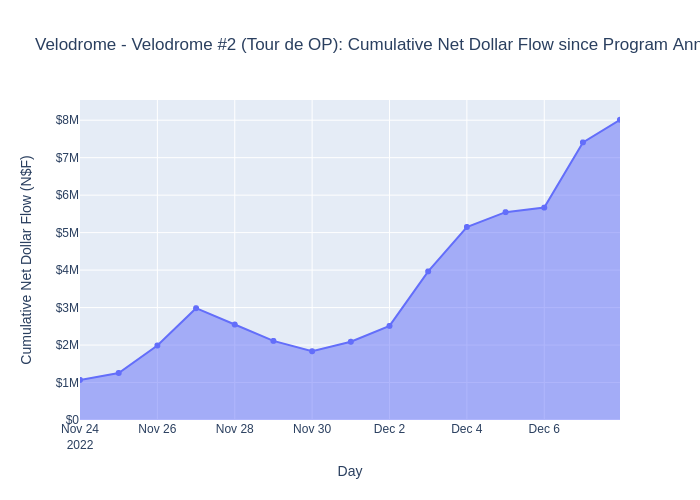 Velodrome - Velodrome #2 (Tour de OP): Cumulative Net Dollar Flow since Program Ann
$8M
$7M
$6M
$5M
$4M
$3M
$2M
$1M
$0
Cumulative Net Dollar Flow (N$F)
Nov 24 Nov 26 Nov 28 Nov 30 Dec 2 Dec 4 Dec 6
2022
Day